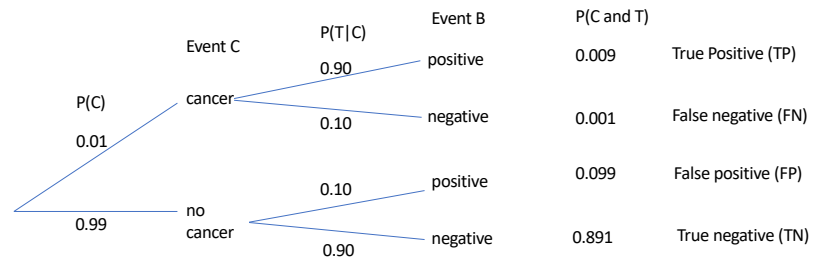 Event C
P(T|C)
Event B
P(C and T)
P(C)
0.01
0.99
cancer
no
cancer
0.90
0.10
0.10
0.90
positive
0.009
True Positive (TP)
negative
0.001
False negative (FN)
positive
0.099
False positive (FP)
negative
0.891
True negative (TN)